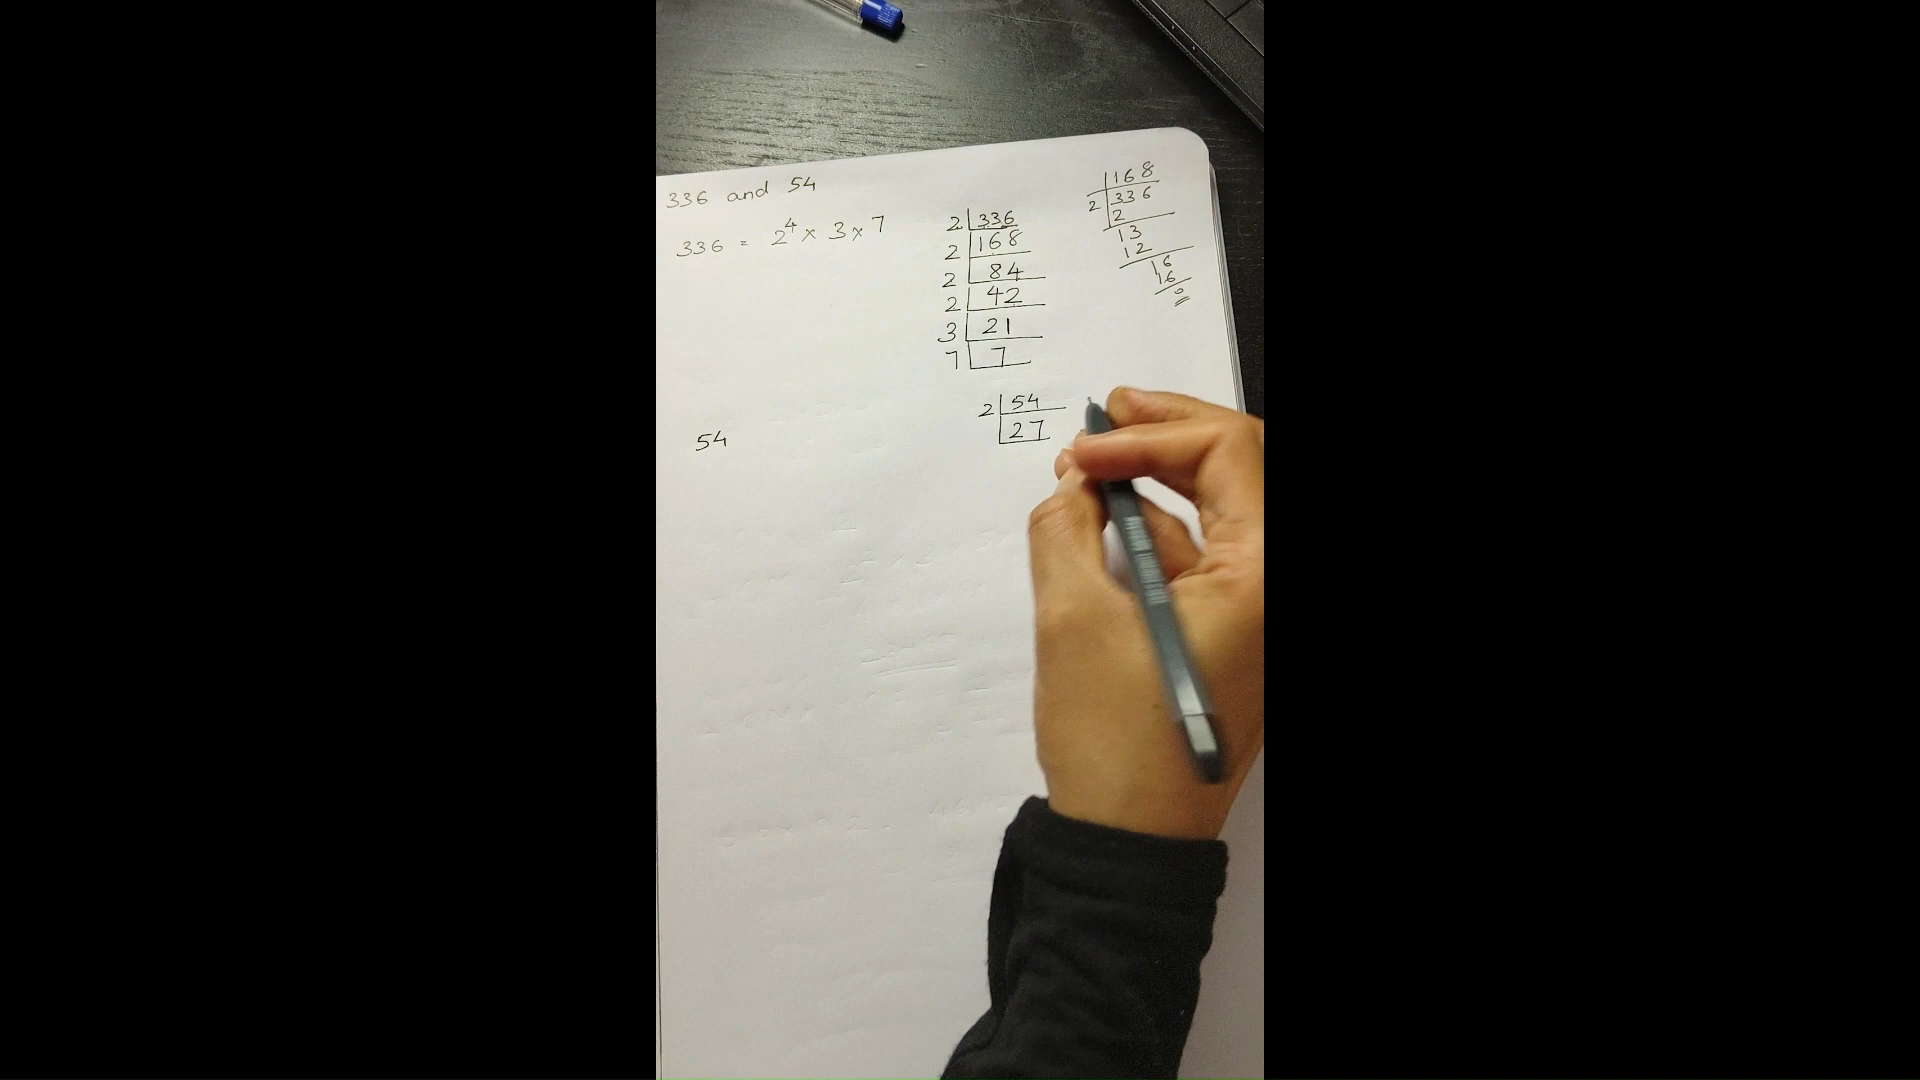 336 and 54
336 = 2⁴ × 3 × 7
2 | 336
2 | 168
2 | 84
2 | 42
3 | 21
7 | 7
168
2 | 336
2
13
12
16
16
0
54
2 | 54
27